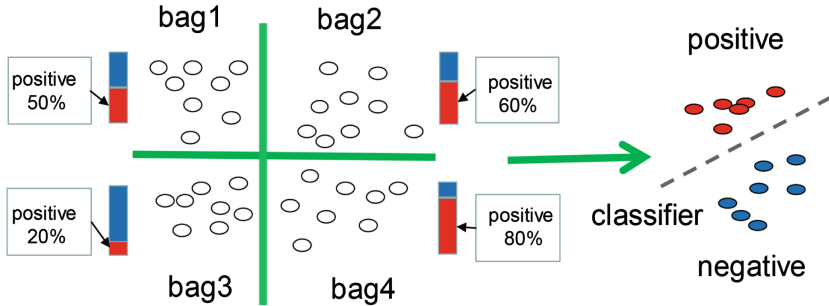 bag1
bag2
positive
50%
positive
60%
positive
20%
positive
80%
bag3
bag4
positive
classifier
negative